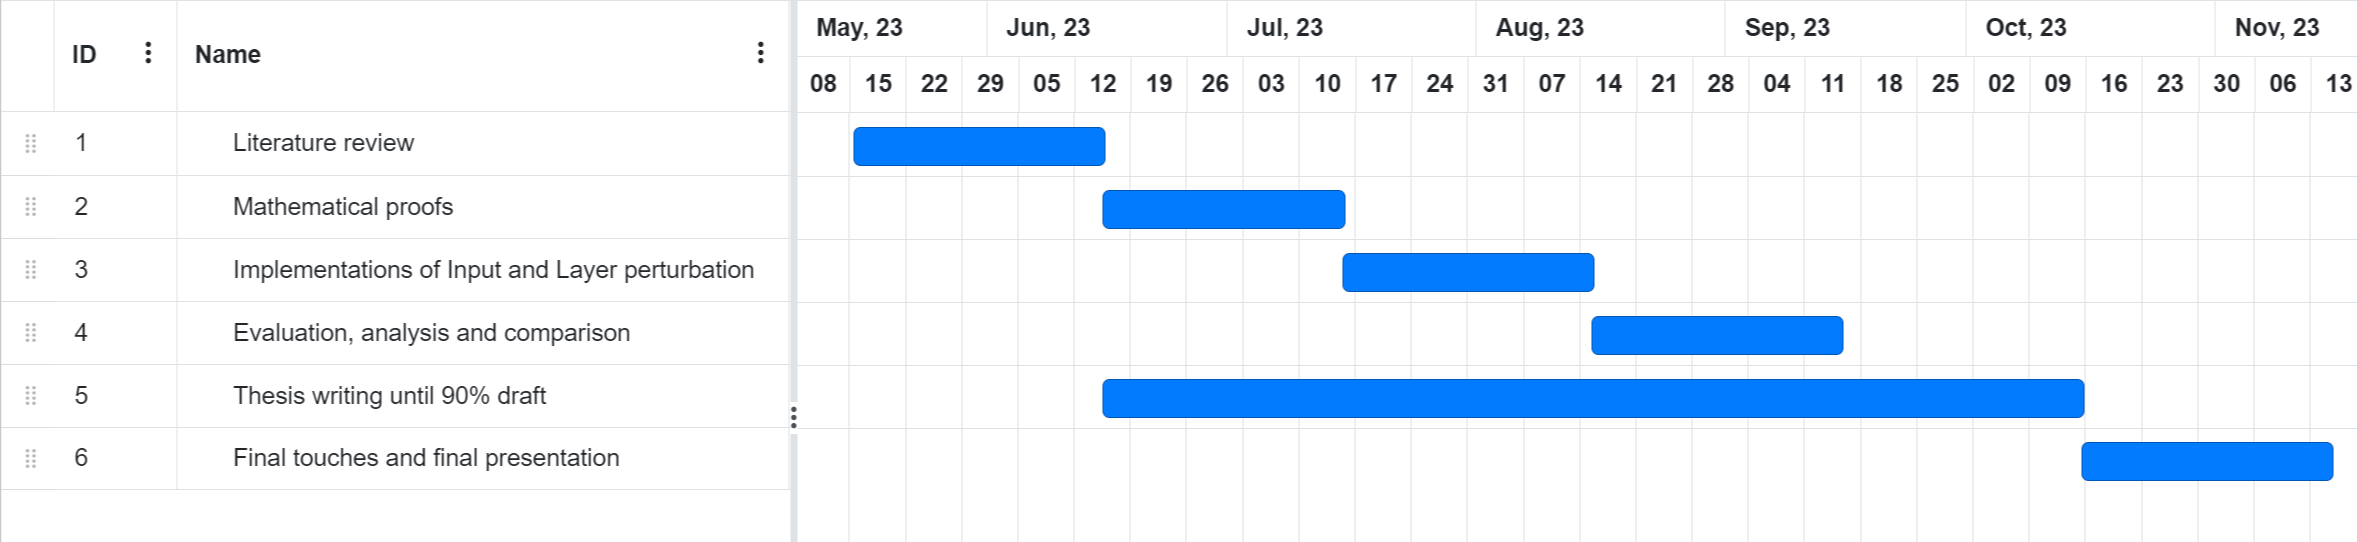 ID Name
May, 23 Jun, 23 Jul, 23 Aug, 23 Sep, 23 Oct, 23 Nov, 23
08 15 22 29 05 12 19 26 03 10 17 24 31 07 14 21 28 04 11 18 25 02 09 16 23 30 06 13
1 Literature review
2 Mathematical proofs
3 Implementations of Input and Layer perturbation
4 Evaluation, analysis and comparison
5 Thesis writing until 90% draft
6 Final touches and final presentation